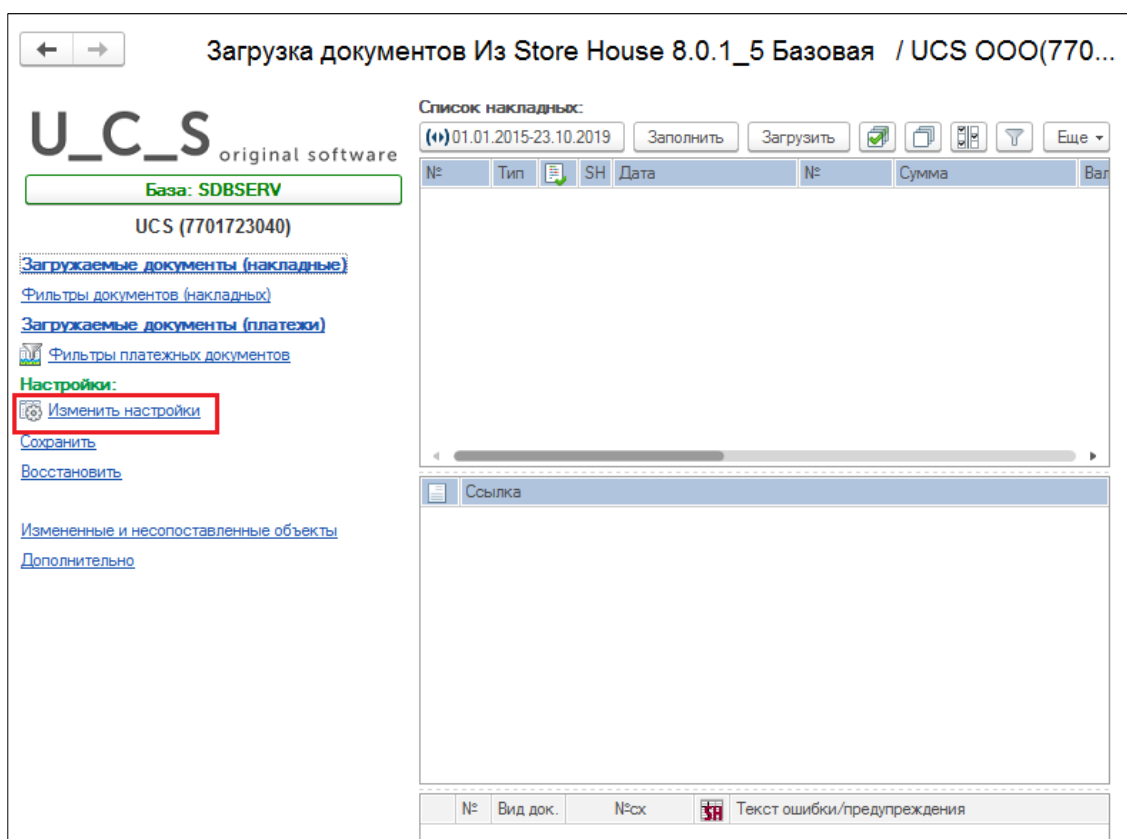 Загрузка документов Из Store House 8.0.1_5 Базовая / UCS ООО(770...
U_C_S original software
База: SDBSERV
UCS (7701723040)
Загружаемые документы (накладные)
Фильтры документов (накладных)
Загружаемые документы (платежи)
Фильтры платежных документов
Настройки:
Изменить настройки
Сохранить
Восстановить
Измененные и несопоставленные объекты
Дополнительно
Список накладных:
01.01.2015-23.10.2019 Заполнить Загрузить Еще
№ Тип SH Дата № Сумма Вал
Ссылка
№ Вид док. №сх SH Текст ошибки/предупреждения